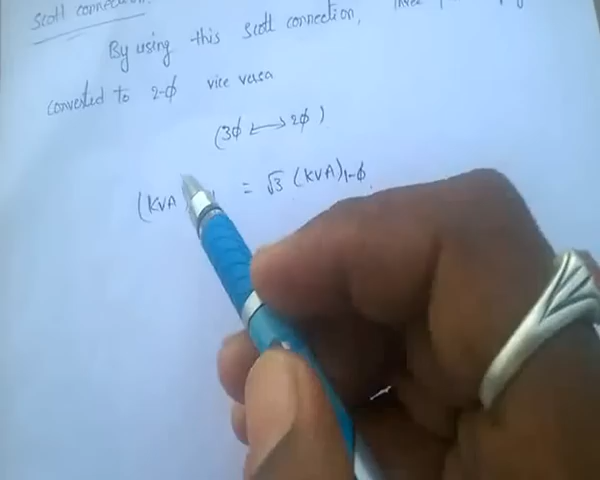 Scott connection.
By using this scott connection,
converted to 2-ϕ vice versa
(3ϕ ⟷ 2ϕ)
(KVA = √3 (KVA)1-ϕ